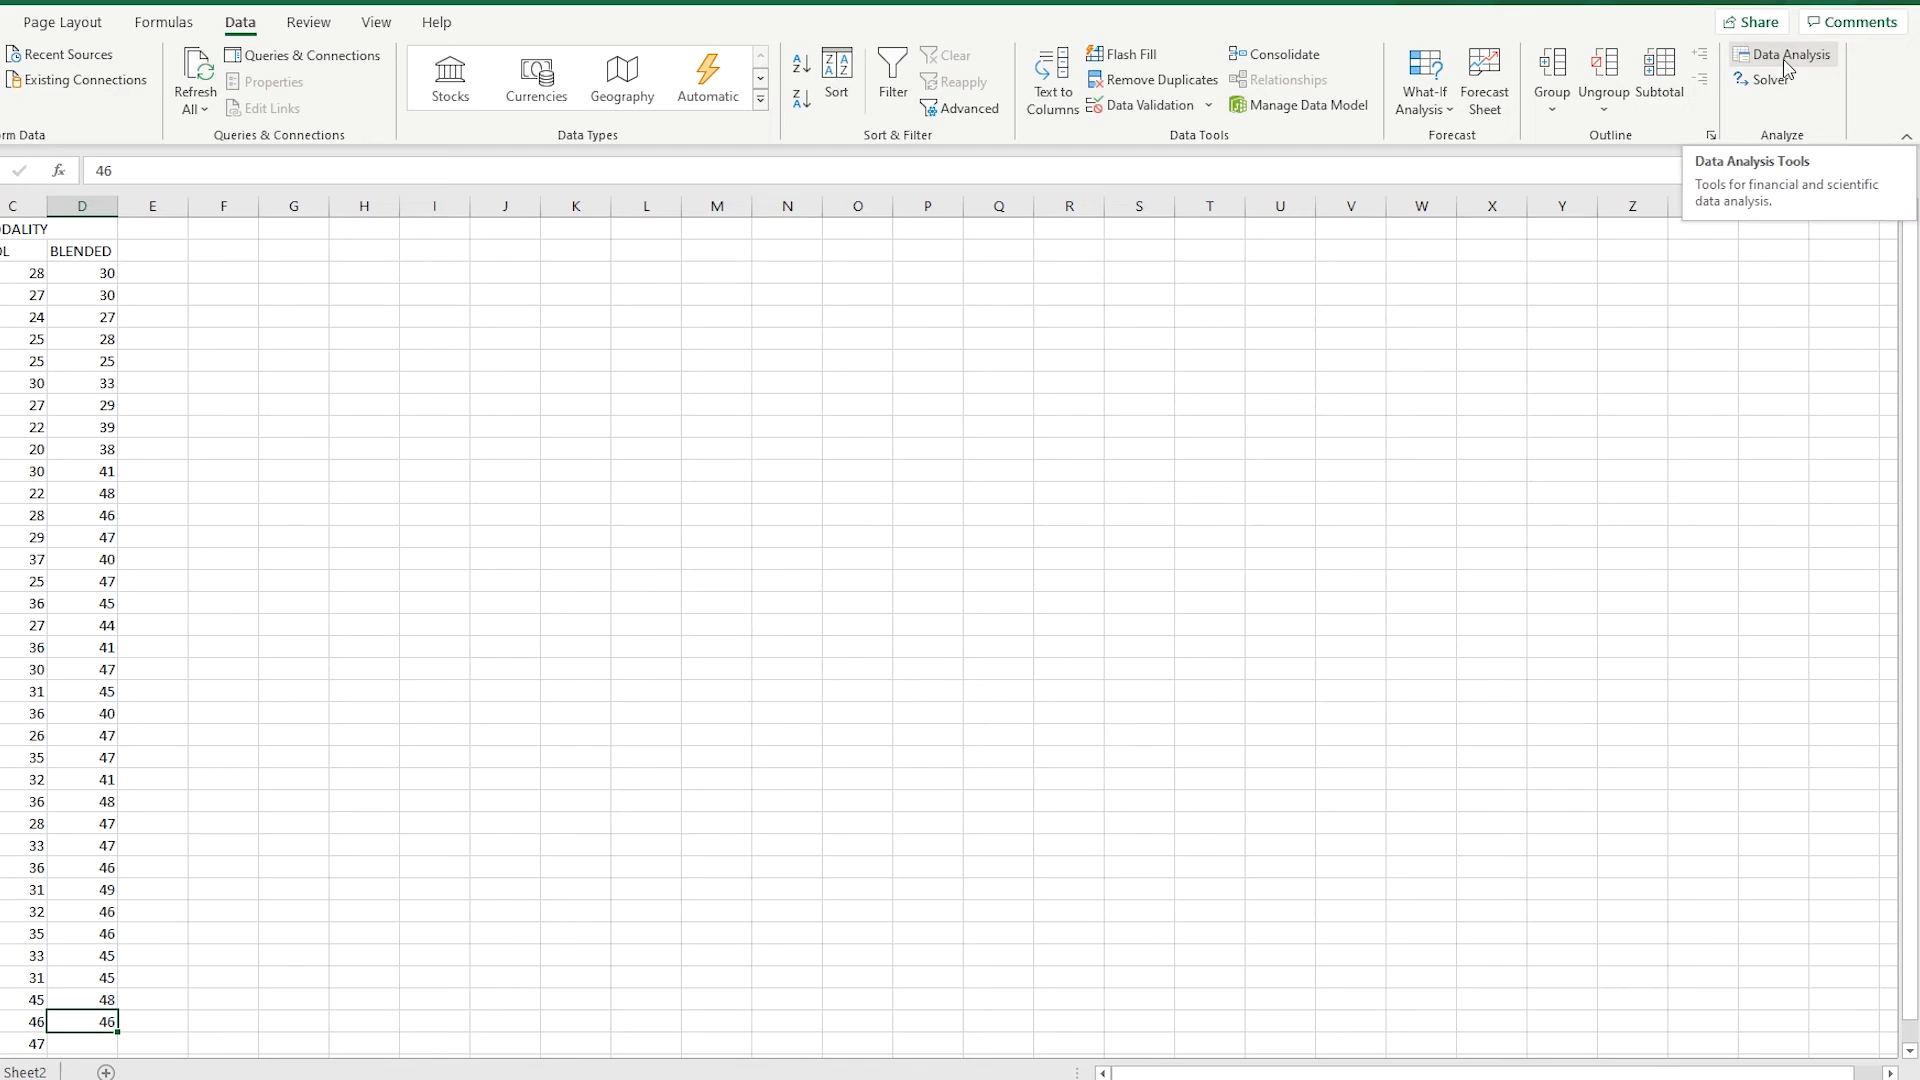 Page Layout Formulas Data Review View Help Share Comments
Recent Sources
Existing Connections
rm Data
Refresh
All
Queries & Connections
Properties
Edit Links
Queries & Connections
Stocks Currencies Geography Automatic
Data Types
Sort
Filter
Clear
Reapply
Advanced
Sort & Filter
Text to
Columns
Flash Fill
Remove Duplicates
Data Validation
Consolidate
Relationships
Manage Data Model
Data Tools
What-If
Analysis
Forecast
Sheet
Forecast
Group Ungroup Subtotal
Outline
Data Analysis
Solver
Analyze
Data Analysis Tools
Tools for financial and scientific
data analysis.
fx 46
C D E F G H I J K L M N O P Q R S T U V W X Y Z
DALITY
OL BLENDED
28 30
27 30
24 27
25 28
25 25
30 33
27 29
22 39
20 38
30 41
22 48
28 46
29 47
37 40
25 47
36 45
27 44
36 41
30 47
31 45
36 40
26 47
35 47
32 41
36 48
28 47
33 47
36 46
31 49
32 46
35 46
33 45
31 45
45 48
46 46
47
Sheet2